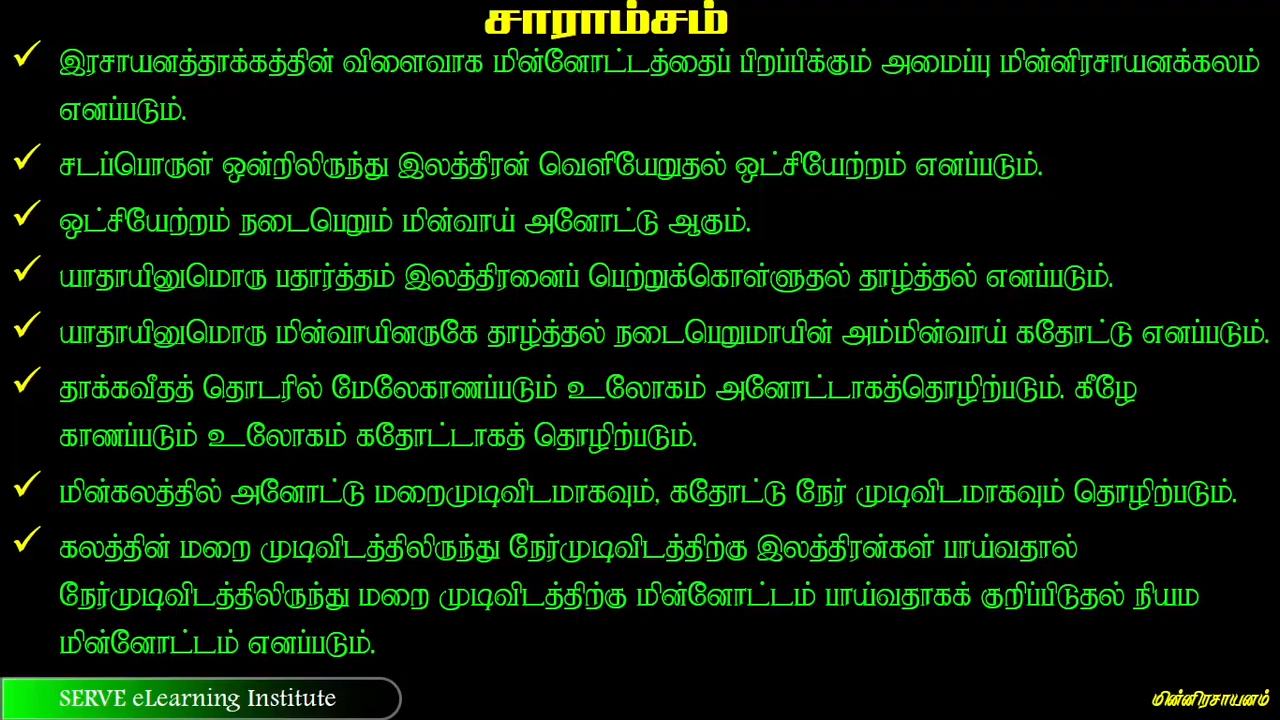 சாராம்சம்
✓ இரசாயனத்தாக்கத்தின் விளைவாக மின்னோட்டத்தைப் பிறப்பிக்கும் அமைப்பு மின்னிரசாயனக்கலம்
எனப்படும்.
✓ சடப்பொருள் ஒன்றிலிருந்து இலத்திரன் வெளியேறுதல் ஒட்சியேற்றம் எனப்படும்.
✓ ஒட்சியேற்றம் நடைபெறும் மின்வாய் அனோட்டு ஆகும்.
✓ யாதாயினுமொரு பதார்த்தம் இலத்திரனைப் பெற்றுக்கொள்ளுதல் தாழ்த்தல் எனப்படும்.
✓ யாதாயினுமொரு மின்வாயினருகே தாழ்த்தல் நடைபெறுமாயின் அம்மின்வாய் கதோட்டு எனப்படும்.
✓ தாக்கவீதத் தொடரில் மேலேகாணப்படும் உலோகம் அனோட்டாகத்தொழிற்படும். கீழே
காணப்படும் உலோகம் கதோட்டாகத் தொழிற்படும்.
✓ மின்கலத்தில் அனோட்டு மறைமுடிவிடமாகவும், கதோட்டு நேர் முடிவிடமாகவும் தொழிற்படும்.
✓ கலத்தின் மறை முடிவிடத்திலிருந்து நேர்முடிவிடத்திற்கு இலத்திரன்கள் பாய்வதால்
நேர்முடிவிடத்திலிருந்து மறை முடிவிடத்திற்கு மின்னோட்டம் பாய்வதாகக் குறிப்பிடுதல் நியம
மின்னோட்டம் எனப்படும்.
SERVE eLearning Institute
மின்னிரசாயனம்